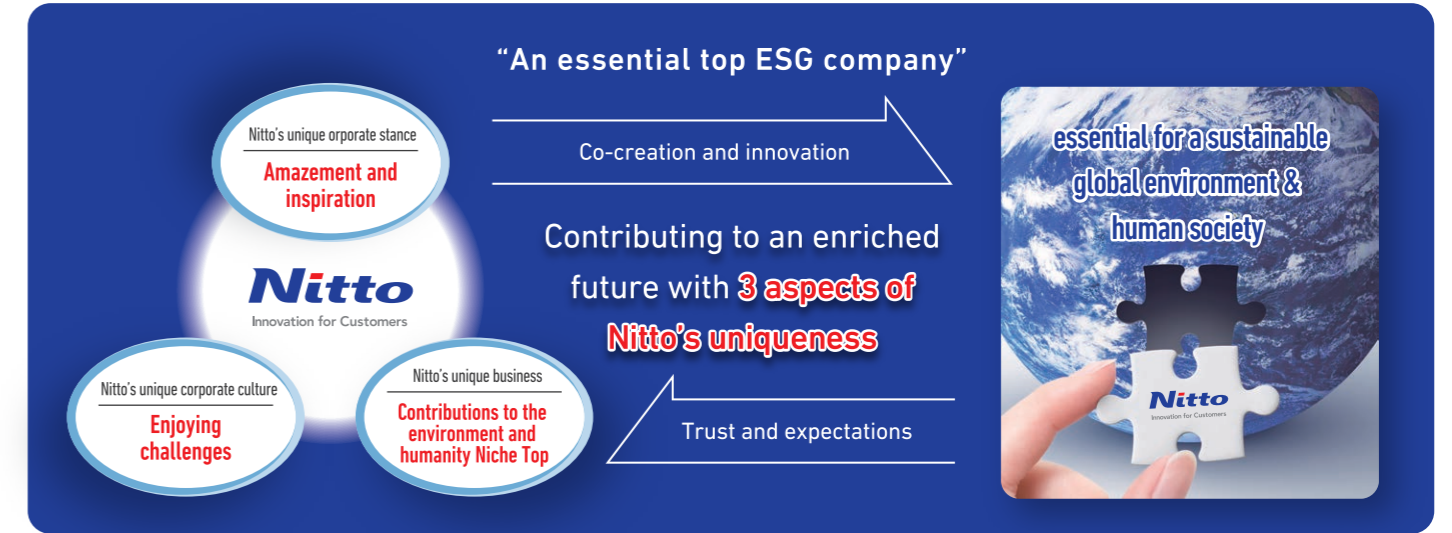 “An essential top ESG company”
Nitto’s unique orporate stance
Amazement and
inspiration
Nitto
Innovation for Customers
Nitto’s unique corporate culture
Enjoying
challenges
Nitto’s unique business
Contributions to the
environment and
humanity Niche Top
Co-creation and innovation
Contributing to an enriched
future with 3 aspects of
Nitto’s uniqueness
Trust and expectations
essential for a sustainable
global environment &
human society
Nitto
Innovation for Customers